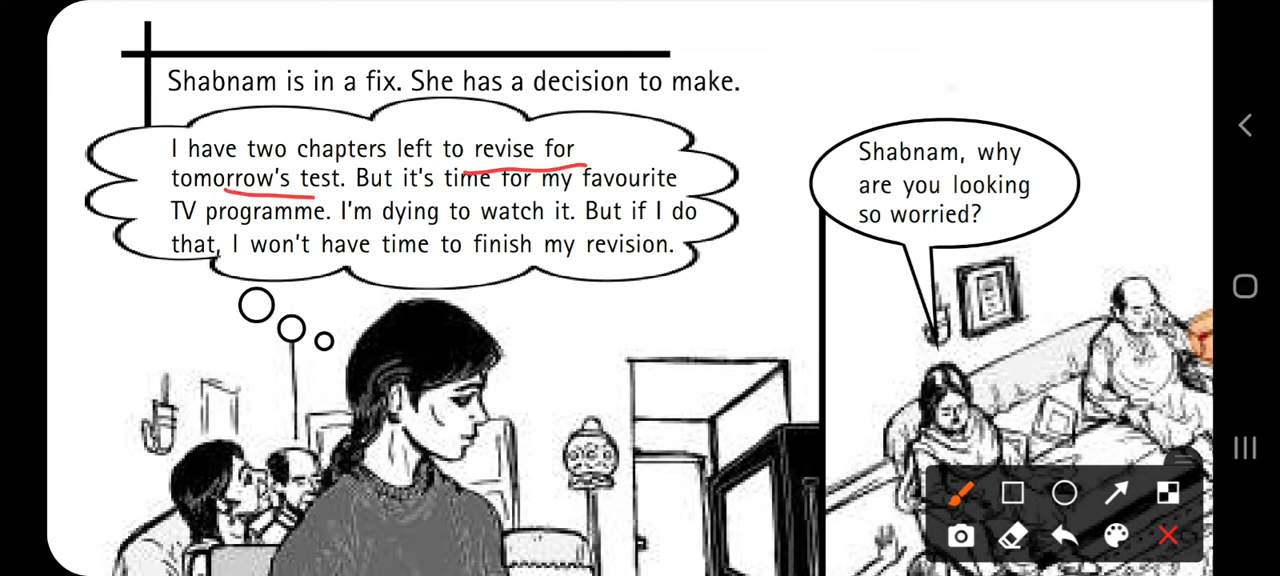 Shabnam is in a fix. She has a decision to make.
I have two chapters left to revise for
tomorrow's test. But it's time for my favourite
TV programme. I'm dying to watch it. But if I do
that, I won't have time to finish my revision.
Shabnam, why
are you looking
so worried?